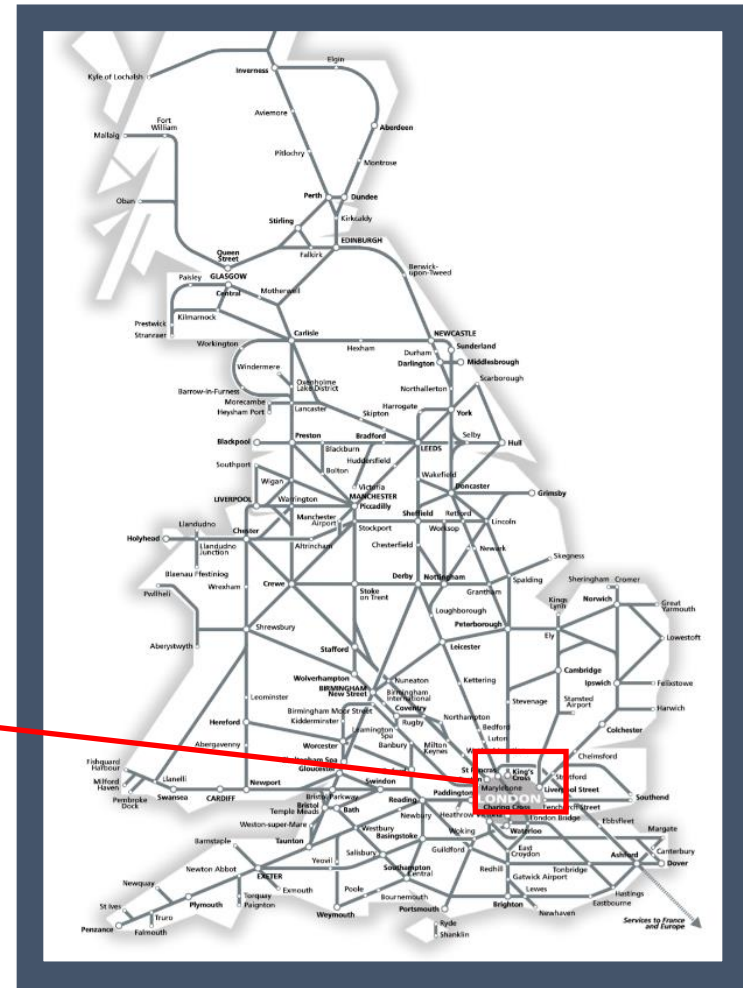 Elgin
Inverness
Kyle of Lochalsh
Aviemore
Fort
William
Aberdeen
Mallaig
Pitlochry
Montrose
Perth
Dundee
Oban
Stirling
Kirkcaldy
EDINBURGH
Queen
Street
Falkirk
Berwick-
upon-Tweed
Paisley
GLASGOW
Central
Motherwell
Prestwick
Kilmarnock
Stranraer
Carlisle
NEWCASTLE
Workington
Hexham
Sunderland
Durham
Darlington
Middlesbrough
Windermere
Scarborough
Oxenholme
Lake District
Barrow-in-Furness
Northallerton
Morecambe
Heysham Port
Lancaster
Harrogate
York
Skipton
Blackpool
Preston
Bradford
Selby
Hull
Blackburn
LEEDS
Southport
Huddersfield
Bolton
Wakefield
Wigan
Victoria
Doncaster
Grimsby
LIVERPOOL
Warrington
MANCHESTER
Piccadilly
Manchester
Airport
Sheffield
Retford
Llandudno
Stockport
Worksop
Lincoln
Chester
Holyhead
Llandudno
Junction
Altrincham
Chesterfield
Newark
Skegness
Blaenau Ffestiniog
Wrexham
Crewe
Stoke
on Trent
Derby
Nottingham
Spalding
Sheringham
Cromer
Pwllheli
Grantham
Kings
Lynn
Norwich
Great
Yarmouth
Loughborough
Shrewsbury
Peterborough
Ely
Lowestoft
Aberystwyth
Stafford
Leicester
Wolverhampton
Nuneaton
Kettering
Cambridge
BIRMINGHAM
New Street
Birmingham
International
Ipswich
Felixstowe
Leominster
Birmingham Moor Street
Coventry
Stevenage
Stansted
Airport
Harwich
Kidderminster
Rugby
Northampton
Hereford
Leamington
Spa
Bedford
Colchester
Worcester
Banbury
Milton
Keynes
Luton
Abergavenny
ltenham Spa
Chelmsford
Fishguard
Harbour
Gloucester
St Pancras
King's
Cross
Stratford
Milford
Haven
Llanelli
Swindon
Marylebone
Liverpool Street
Newport
Paddington
LONDON
Southend
Pembroke
Dock
Swansea
CARDIFF
Bristol Parkway
Reading
Fenchurch Street
Bristol
Temple Meads
Bath
Newbury
Heathrow
Charing Cross
London Bridge
Ebbsfleet
Weston-super-Mare
Westbury
Basingstoke
Woking
Waterloo
Margate
Barnstaple
Taunton
Guildford
East
Croydon
Canterbury
Salisbury
Ashford
Dover
Newton Abbot
Yeovil
Southampton
Central
Redhill
Tonbridge
EXETER
Gatwick Airport
Newquay
Exmouth
Poole
Lewes
Hastings
Torquay
Paignton
Bournemouth
Eastbourne
St Ives
Plymouth
Portsmouth
Brighton
Newhaven
Truro
Weymouth
Ryde
Services to France
and Europe
Penzance
Falmouth
Shanklin